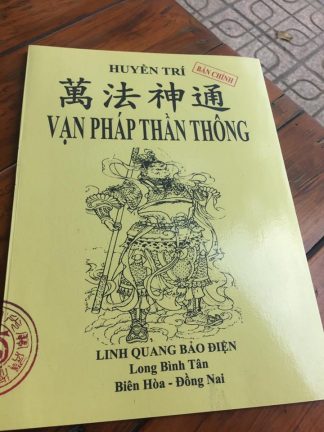 HUYỀN TRÍ
BẢN CHÍNH
萬法神通
VẠN PHÁP THẦN THÔNG
LINH QUANG BẢO ĐIỆN
Long Bình Tân
Biên Hòa - Đồng Nai